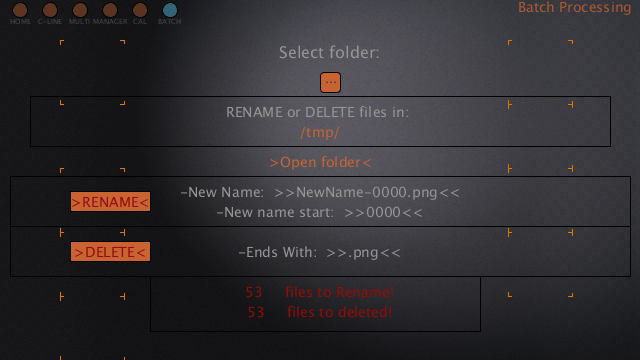 Batch Processing
HOME C-LINE MULTI MANAGER CAL BATCH
Select folder:
...
RENAME or DELETE files in:
/tmp/
>Open folder<
>RENAME<
-New Name: >>NewName-0000.png<<
-New name start: >>0000<<
>DELETE<
-Ends With: >>.png<<
53 files to Rename!
53 files to deleted!